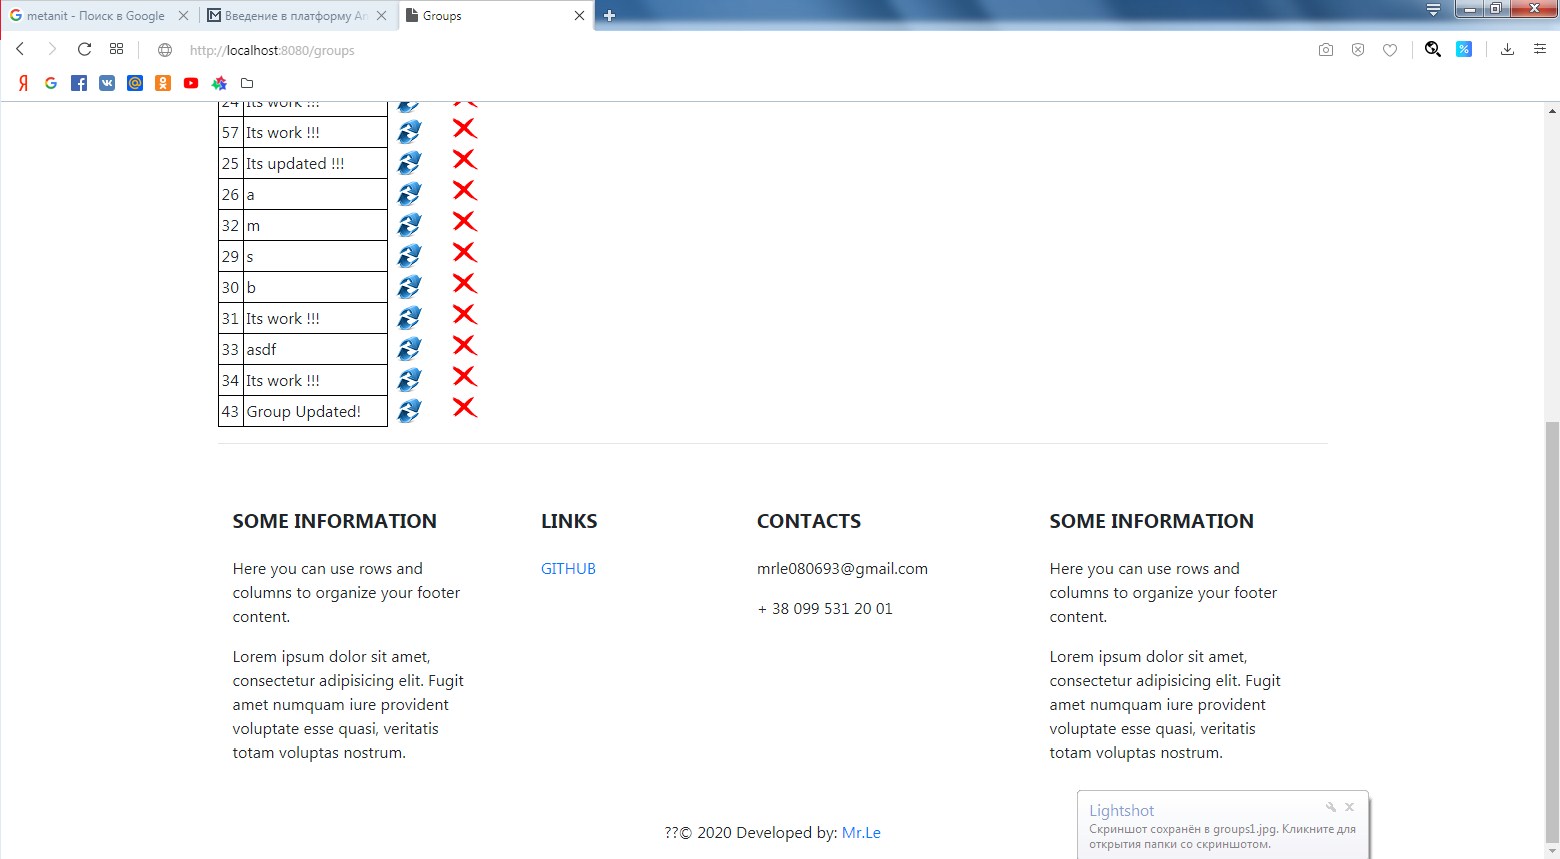 metanit - Поиск в Google
Введение в платформу An
Groups
http://localhost:8080/groups
24 Its work !!!
57 Its work !!!
25 Its updated !!!
26 a
32 m
29 s
30 b
31 Its work !!!
33 asdf
34 Its work !!!
43 Group Updated!
SOME INFORMATION
Here you can use rows and
columns to organize your footer
content.
Lorem ipsum dolor sit amet,
consectetur adipisicing elit. Fugit
amet numquam iure provident
voluptate esse quasi, veritatis
totam voluptas nostrum.
LINKS
GITHUB
CONTACTS
mrle080693@gmail.com
+ 38 099 531 20 01
SOME INFORMATION
Here you can use rows and
columns to organize your footer
content.
Lorem ipsum dolor sit amet,
consectetur adipisicing elit. Fugit
amet numquam iure provident
voluptate esse quasi, veritatis
totam voluptas nostrum.
??© 2020 Developed by: Mr.Le
Lightshot
Скриншот сохранён в groups1.jpg. Кликните для
открытия папки со скриншотом.